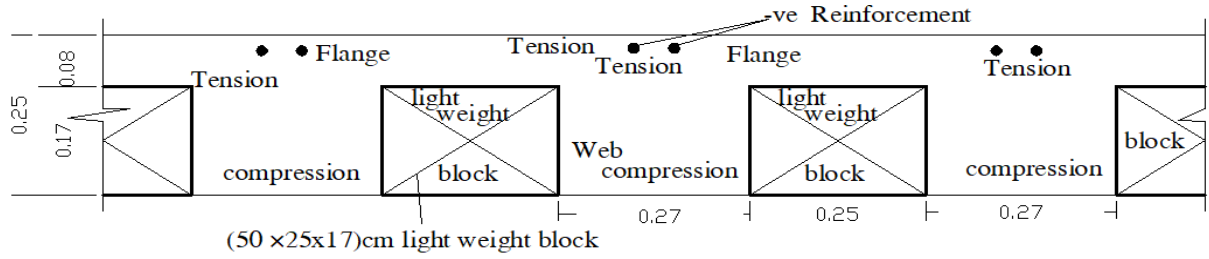 -ve Reinforcement
Tension
Flange
Tension
Flange
Tension
Tension
Tension
0.08
0.25
0.17
light
weight
block
light
weight
block
block
Web
compression
compression
compression
0.27
0.25
0.27
(50 ×25x17)cm light weight block